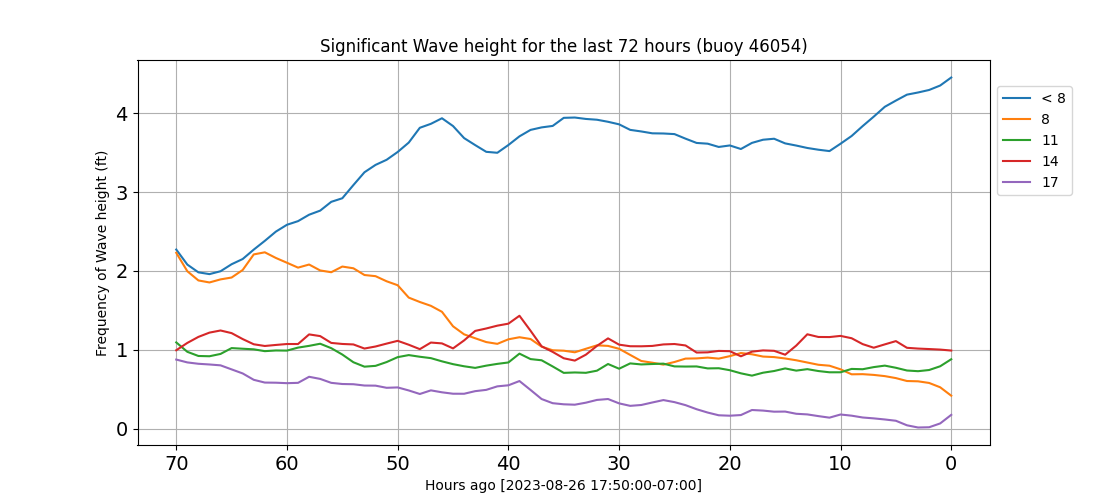 Significant Wave height for the last 72 hours (buoy 46054)
Frequency of Wave height (ft)
4
3
2
1
0
70 60 50 40 30 20 10 0
Hours ago [2023-08-26 17:50:00-07:00]
< 8
8
11
14
17